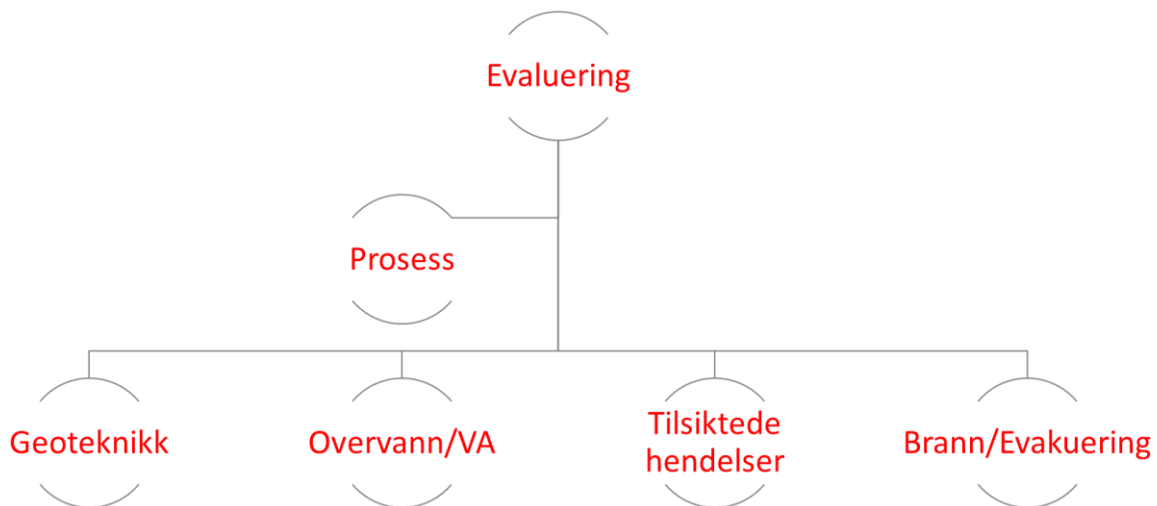 Evaluering
Prosess
Geoteknikk
Overvann/VA
Tilsiktede
hendelser
Brann/Evakuering